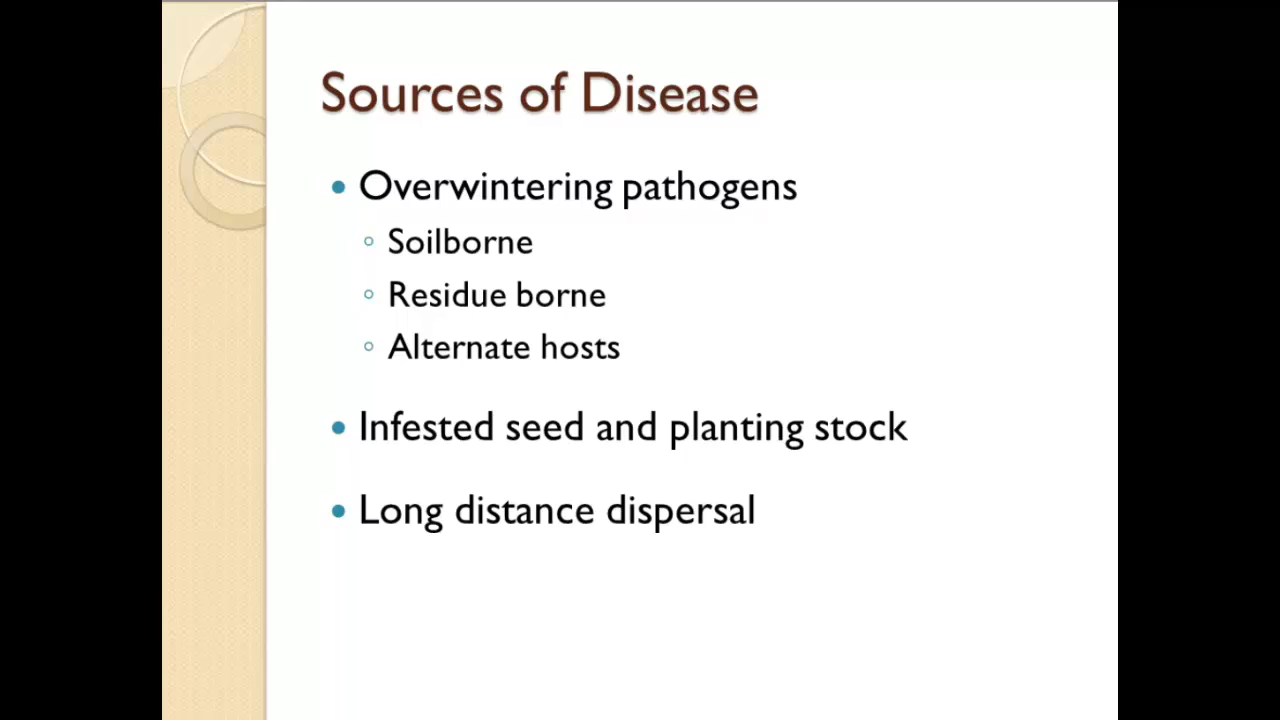 Sources of Disease
• Overwintering pathogens
◦ Soilborne
◦ Residue borne
◦ Alternate hosts
• Infested seed and planting stock
• Long distance dispersal